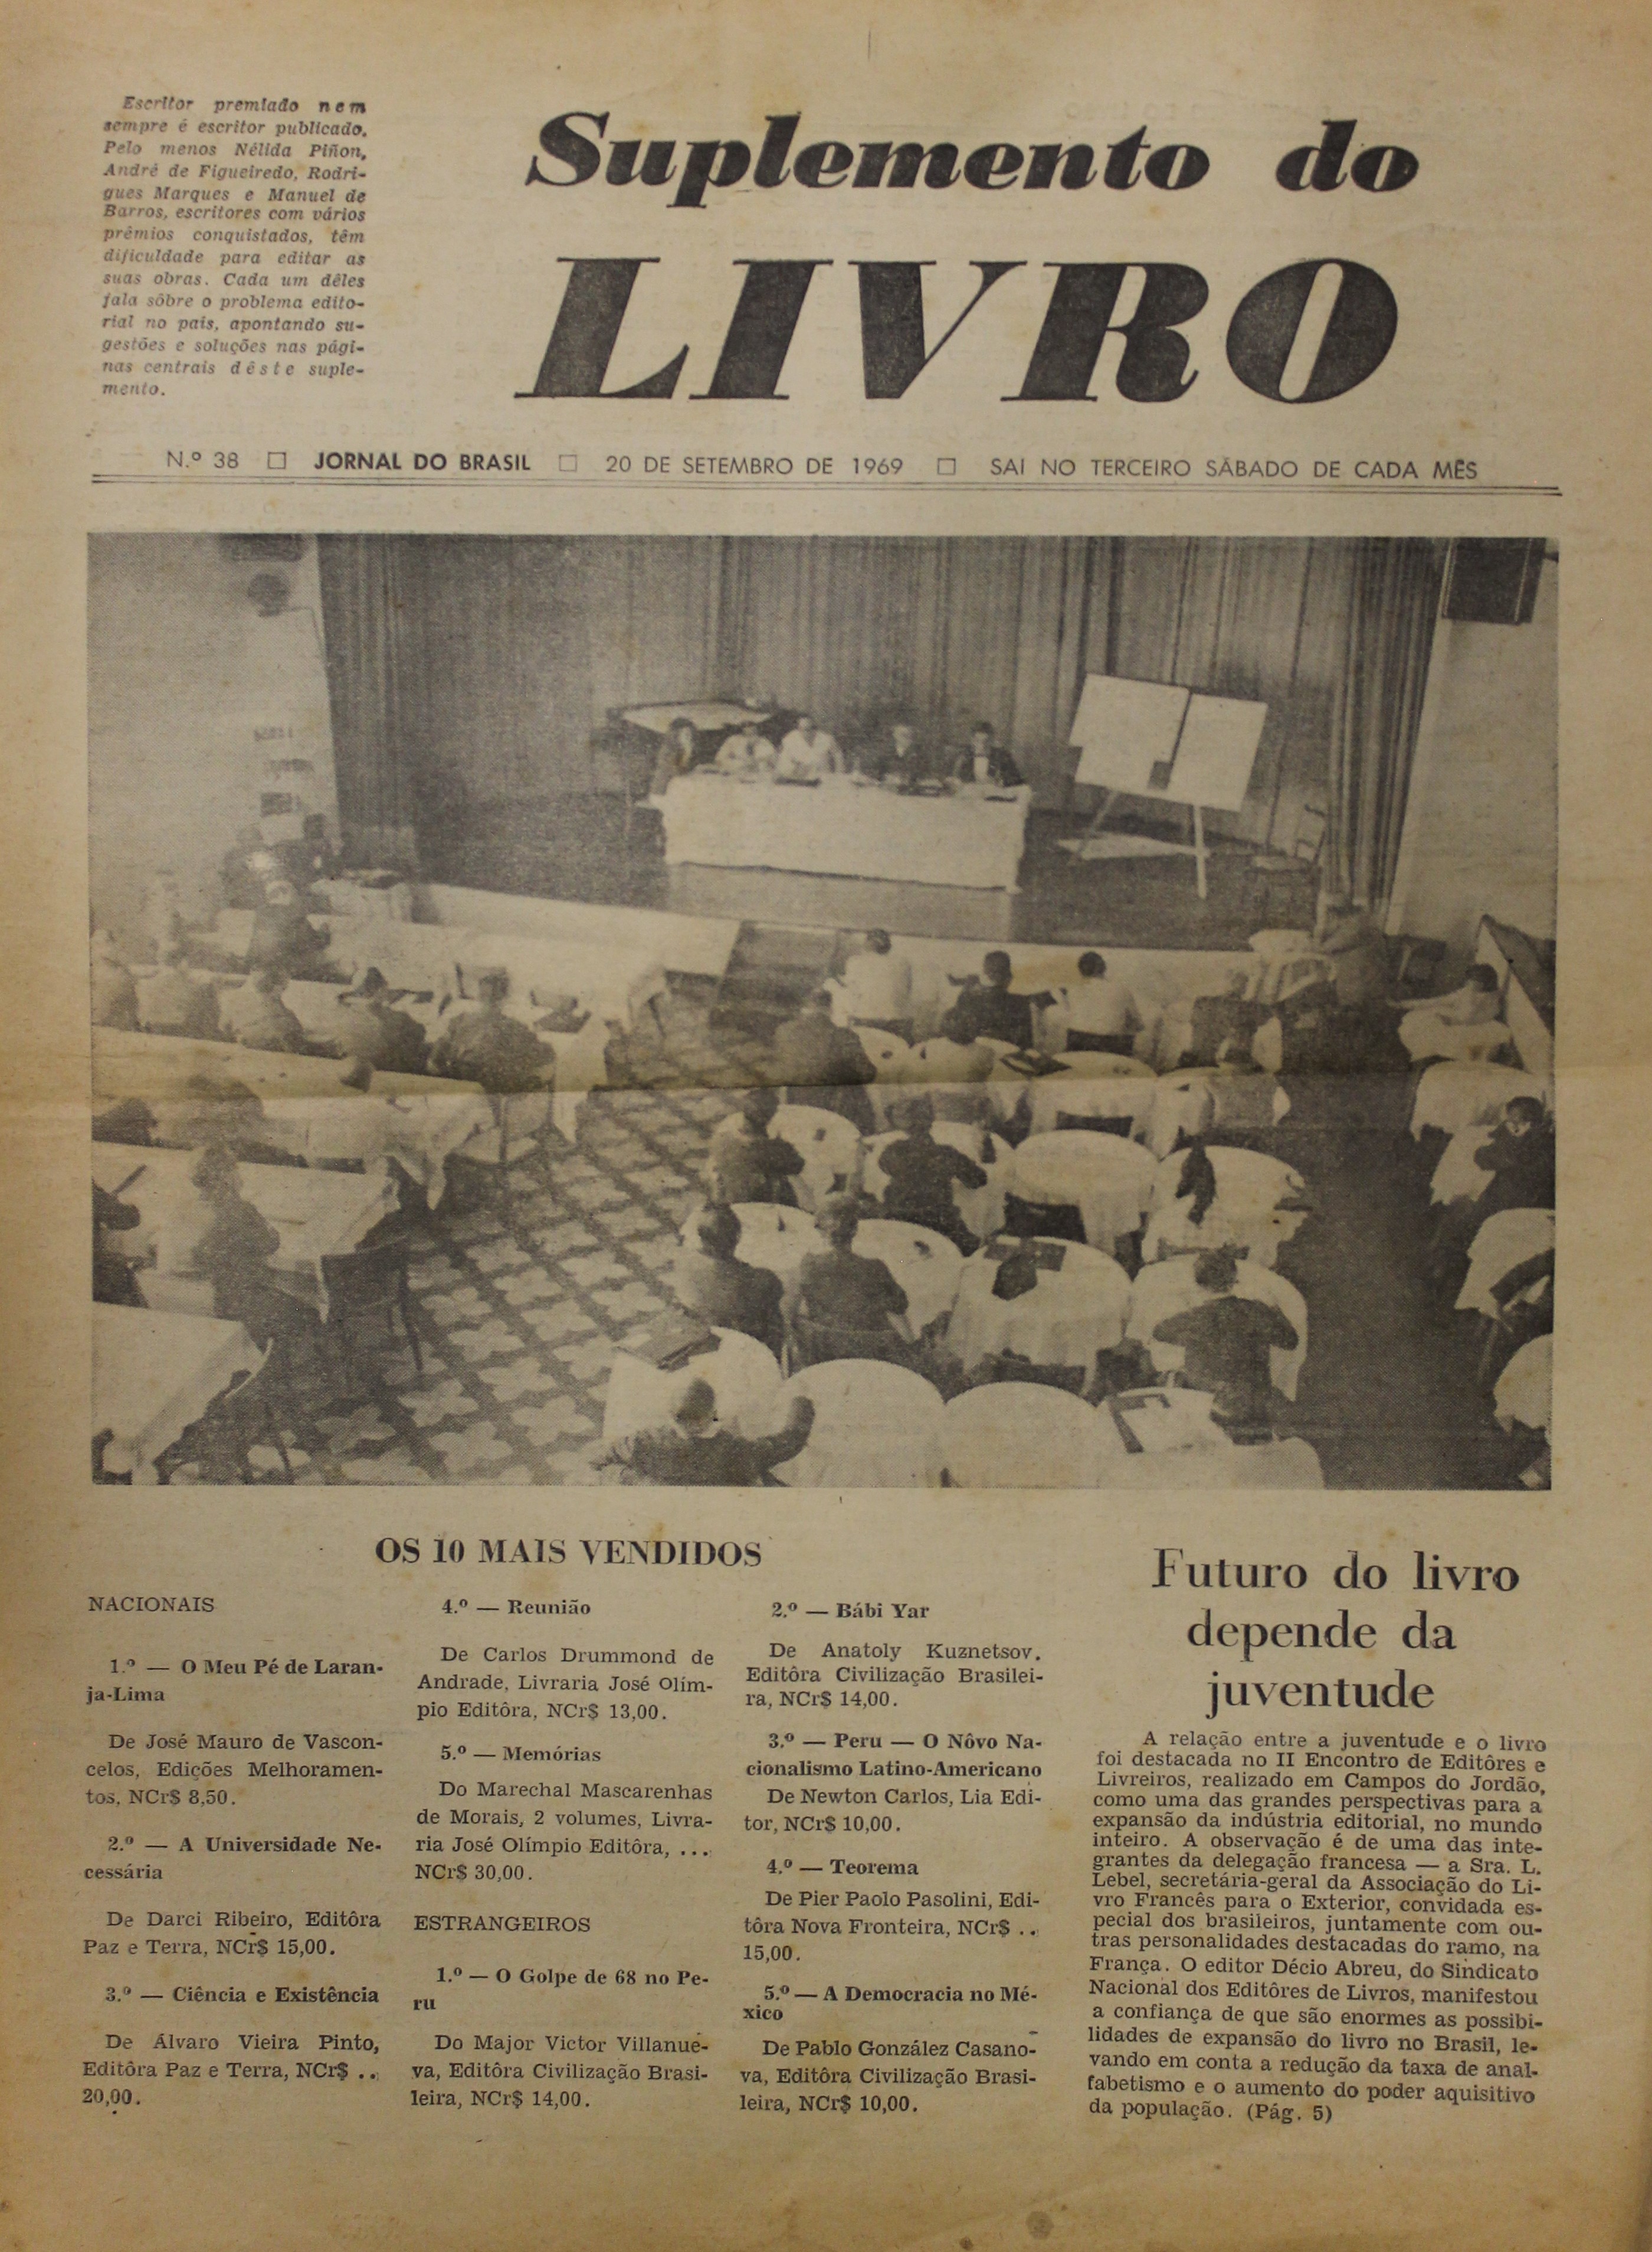 Escritor premiado nem
sempre é escritor publicado.
Pelo menos Nélida Piñon,
André de Figueiredo, Rodri-
gues Marques e Manuel de
Barros, escritores com vários
prêmios conquistados, têm
dificuldade para editar as
suas obras. Cada um dêles
fala sôbre o problema edito-
rial no país, apontando su-
gestões e soluções nas pági-
nas centrais dêste suple-
mento.
Suplemento do
LIVRO
N.º 38 □ JORNAL DO BRASIL □ 20 DE SETEMBRO DE 1969 □ SAI NO TERCEIRO SÁBADO DE CADA MÊS
OS 10 MAIS VENDIDOS
NACIONAIS
1.º — O Meu Pé de Laran-
ja-Lima
De José Mauro de Vascon-
celos, Edições Melhoramen-
tos, NCr$ 8,50.
2.º — A Universidade Ne-
cessária
De Darci Ribeiro, Editôra
Paz e Terra, NCr$ 15,00.
3.º — Ciência e Existência
De Álvaro Vieira Pinto,
Editôra Paz e Terra, NCr$ ..
20,00.
4.º — Reunião
De Carlos Drummond de
Andrade, Livraria José Olím-
pio Editôra, NCr$ 13,00.
5.º — Memórias
Do Marechal Mascarenhas
de Morais, 2 volumes, Livra-
ria José Olímpio Editôra, ...
NCr$ 30,00.
ESTRANGEIROS
1.º — O Golpe de 68 no Pe-
ru
Do Major Victor Villanue-
va, Editôra Civilização Brasi-
leira, NCr$ 14,00.
2.º — Bábi Yar
De Anatoly Kuznetsov.
Editôra Civilização Brasilei-
ra, NCr$ 14,00.
3.º — Peru — O Nôvo Na-
cionalismo Latino-Americano
De Newton Carlos, Lia Edi-
tor, NCr$ 10,00.
4.º — Teorema
De Pier Paolo Pasolini, Edi-
tôra Nova Fronteira, NCr$ ..
15,00.
5.º — A Democracia no Mé-
xico
De Pablo González Casano-
va, Editôra Civilização Brasi-
leira, NCr$ 10,00.
Futuro do livro
depende da
juventude
A relação entre a juventude e o livro
foi destacada no II Encontro de Editôres e
Livreiros, realizado em Campos do Jordão,
como uma das grandes perspectivas para a
expansão da indústria editorial, no mundo
inteiro. A observação é de uma das inte-
grantes da delegação francesa — a Sra. L.
Lebel, secretária-geral da Associação do Li-
vro Francês para o Exterior, convidada es-
pecial dos brasileiros, juntamente com ou-
tras personalidades destacadas do ramo, na
França. O editor Décio Abreu, do Sindicato
Nacional dos Editôres de Livros, manifestou
a confiança de que são enormes as possibi-
lidades de expansão do livro no Brasil, le-
vando em conta a redução da taxa de anal-
fabetismo e o aumento do poder aquisitivo
da população. (Pág. 5)